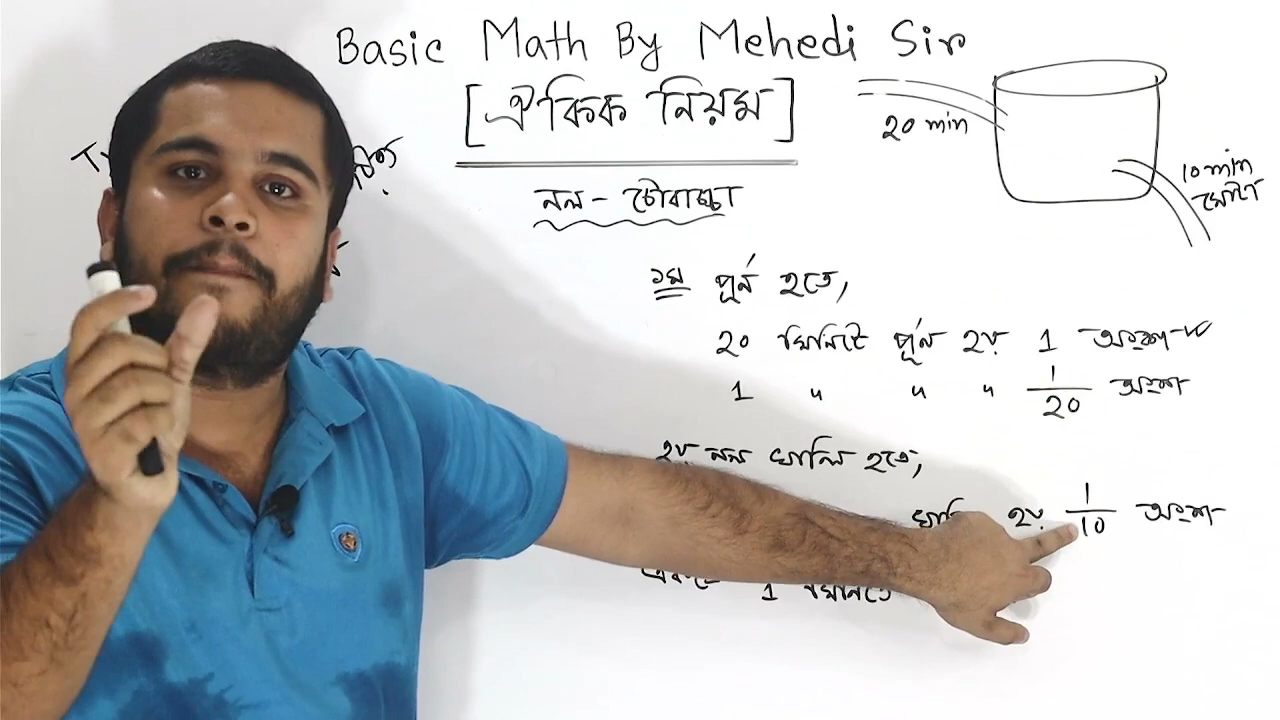 Basic Math By Mehedi Sir
[ঐকিক নিয়ম]
নল - চৌবাচ্চা
20 min
10 min
১ম পূর্ন হতে,
20 মিনিটে পূর্ন হয় 1 অংশ
1 " " " 1/20 অংশ
২য় নল খালি হতে,
হয় 1/10 অংশ
1 মিনিটে